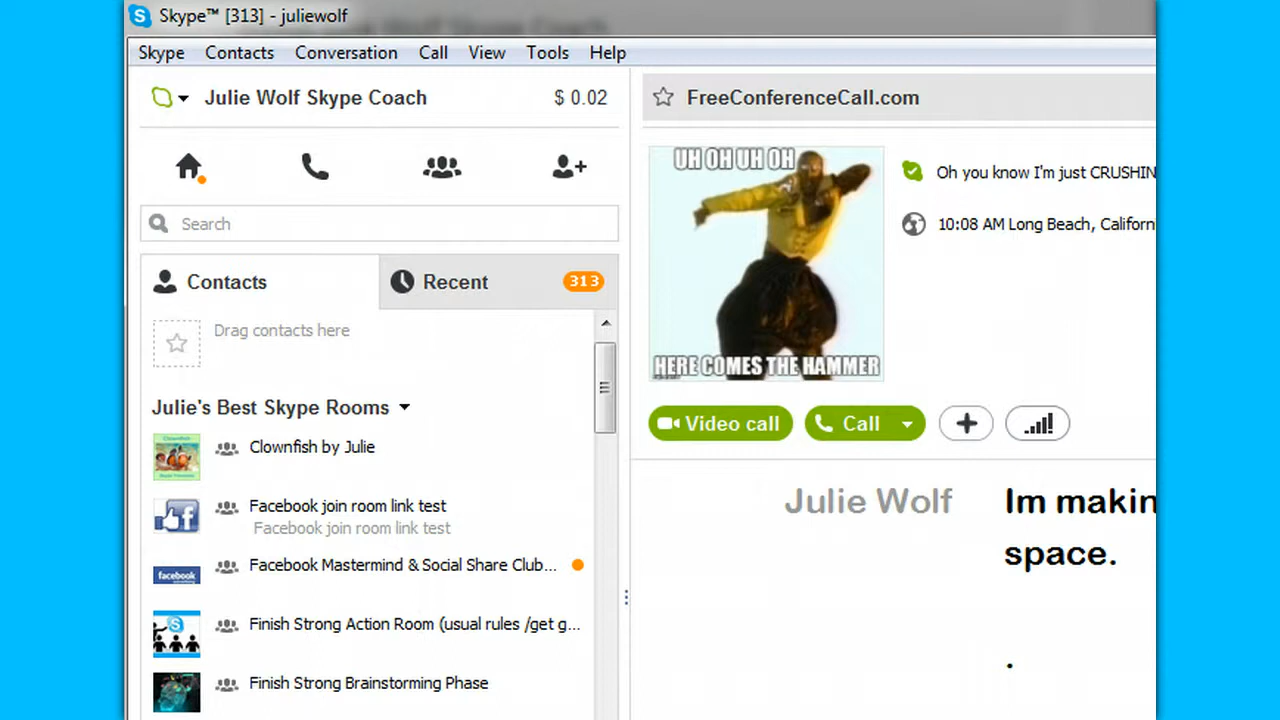 Skype™ [313] - juliewolf
Skype Contacts Conversation Call View Tools Help
Julie Wolf Skype Coach $ 0.02
Search
Contacts
Recent 313
Drag contacts here
Julie's Best Skype Rooms
Clownfish by Julie
Facebook join room link test
Facebook join room link test
facebook
Facebook Mastermind & Social Share Club...
Finish Strong Action Room (usual rules /get g...
Finish Strong Brainstorming Phase
FreeConferenceCall.com
UH OH UH OH
HERE COMES THE HAMMER
Oh you know I'm just CRUSHIN
10:08 AM Long Beach, Californ
Video call
Call
Julie Wolf
Im makin
space.
.